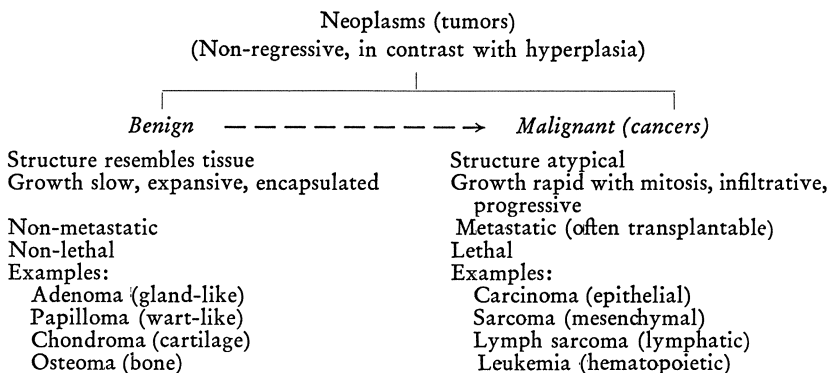 Neoplasms (tumors)
(Non-regressive, in contrast with hyperplasia)
Benign
Malignant (cancers)
Structure resembles tissue
Growth slow, expansive, encapsulated
Non-metastatic
Non-lethal
Examples:
Adenoma (gland-like)
Papilloma (wart-like)
Chondroma (cartilage)
Osteoma (bone)
Structure atypical
Growth rapid with mitosis, infiltrative,
progressive
Metastatic (often transplantable)
Lethal
Examples:
Carcinoma (epithelial)
Sarcoma (mesenchymal)
Lymph sarcoma (lymphatic)
Leukemia (hematopoietic)